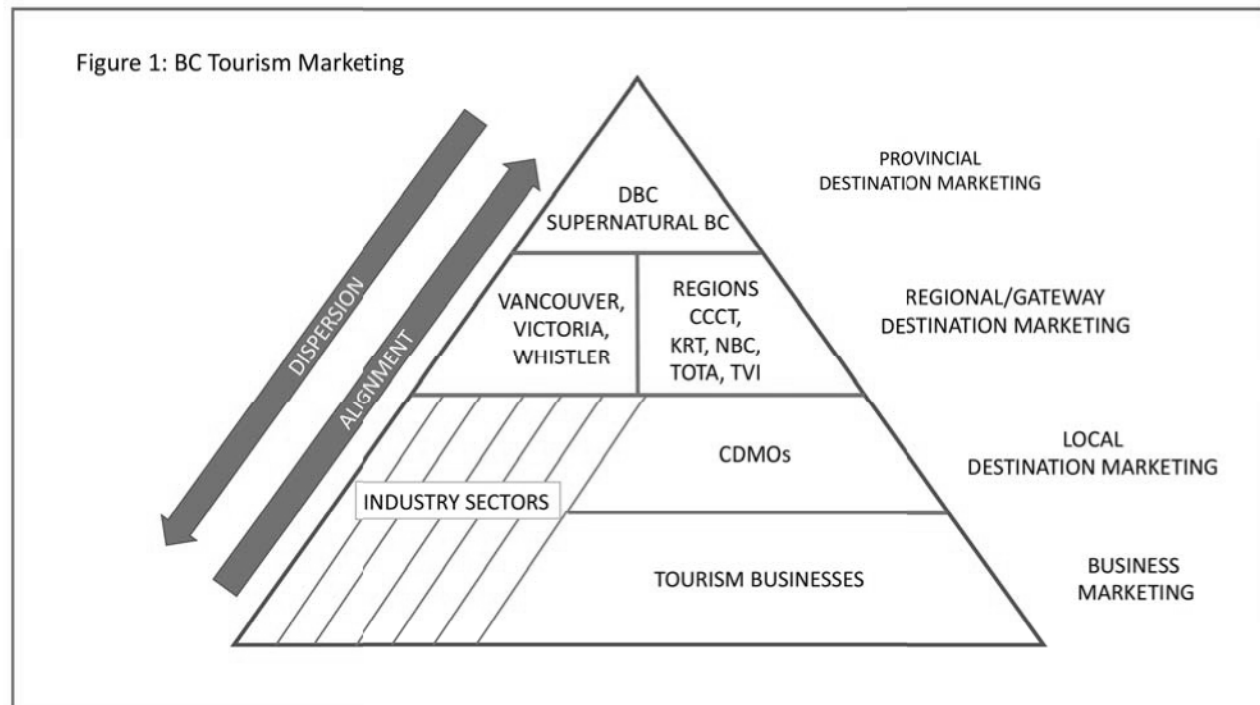 Figure 1: BC Tourism Marketing
DISPERSION
ALIGNMENT
DBC
SUPERNATURAL BC
PROVINCIAL
DESTINATION MARKETING
VANCOUVER,
VICTORIA,
WHISTLER
REGIONS
CCCT,
KRT, NBC,
TOTA, TVI
REGIONAL/GATEWAY
DESTINATION MARKETING
INDUSTRY SECTORS
CDMOs
LOCAL
DESTINATION MARKETING
TOURISM BUSINESSES
BUSINESS
MARKETING